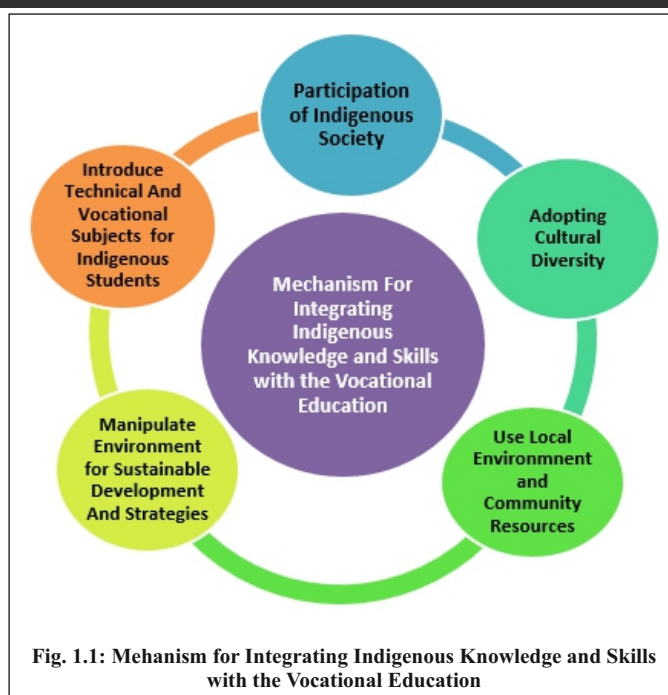 Participation
of Indigenous
Society
Adopting
Cultural
Diversity
Use Local
Environmnent
and
Community
Resources
Manipulate
Environment
for Sustainable
Development
And Strategies
Introduce
Technical And
Vocational
Subjects for
Indigenous
Students
Mechanism For
Integrating
Indigenous
Knowledge and Skills
with the Vocational
Education
Fig. 1.1: Mehanism for Integrating Indigenous Knowledge and Skills
with the Vocational Education